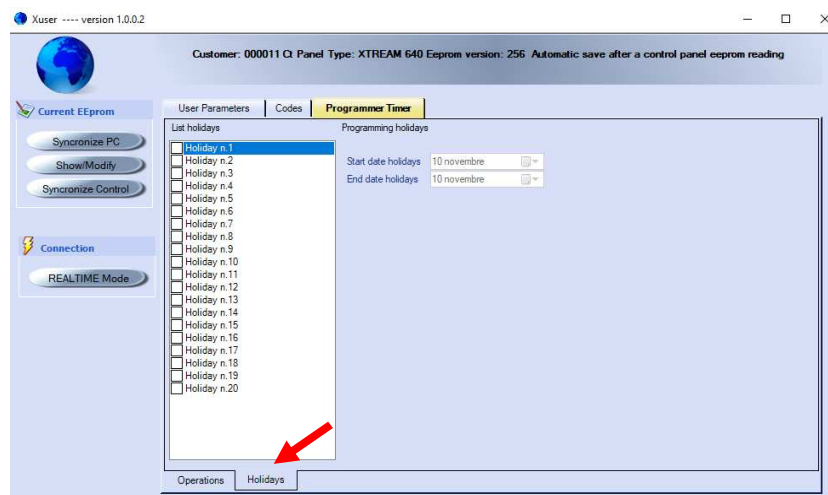 Xuser ---- version 1.0.0.2
Customer: 000011 Ct Panel Type: XTREAM 640 Eeprom version: 256 Automatic save after a control panel eeprom reading
Current EEprom
Syncronize PC
Show/Modify
Syncronize Control
Connection
REALTIME Mode
User Parameters
Codes
Programmer Timer
List holidays
Holiday n.1
Holiday n.2
Holiday n.3
Holiday n.4
Holiday n.5
Holiday n.6
Holiday n.7
Holiday n.8
Holiday n.9
Holiday n.10
Holiday n.11
Holiday n.12
Holiday n.13
Holiday n.14
Holiday n.15
Holiday n.16
Holiday n.17
Holiday n.18
Holiday n.19
Holiday n.20
Programming holidays
Start date holidays 10 novembre
End date holidays 10 novembre
Operations
Holidays